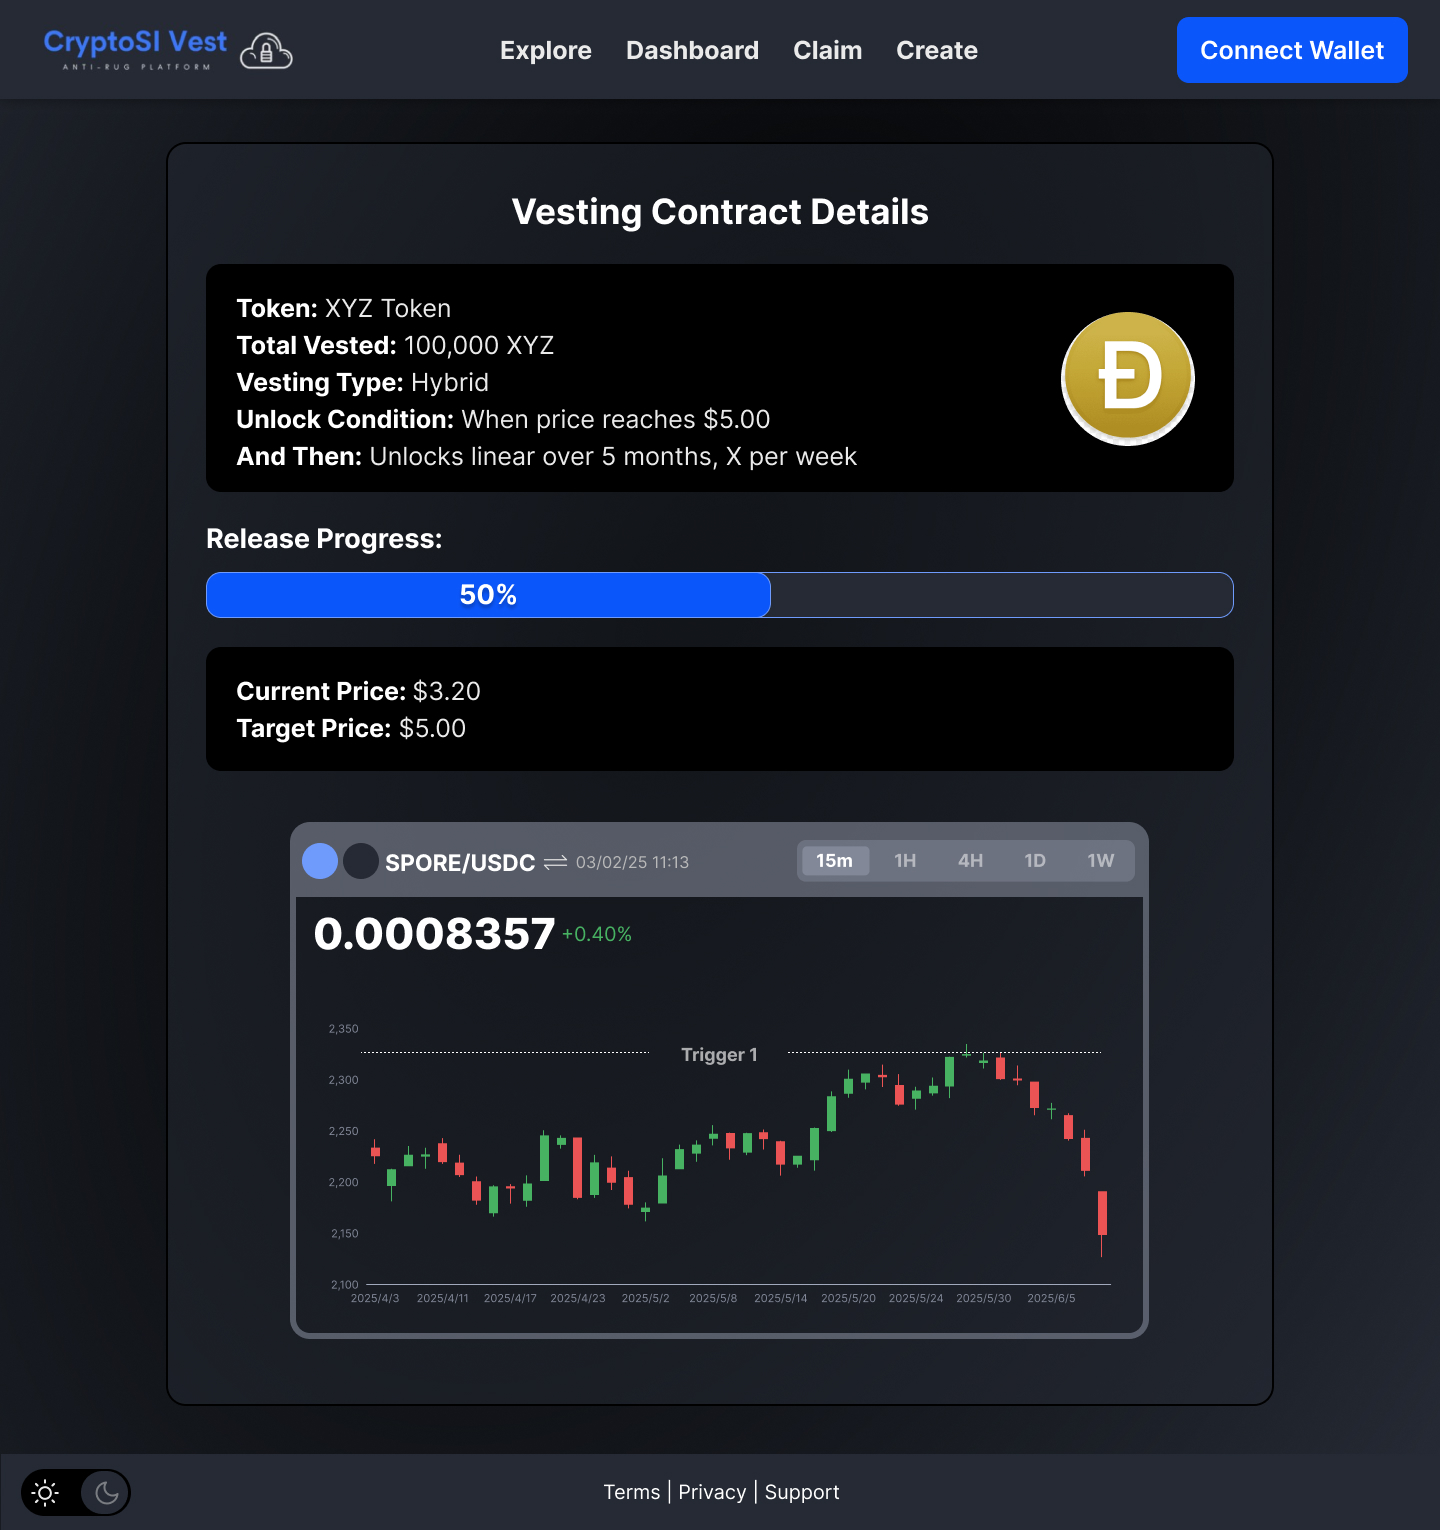 CryptoSI Vest
ANTI-RUG PLATFORM
Explore Dashboard Claim Create
Connect Wallet
Vesting Contract Details
Token: XYZ Token
Total Vested: 100,000 XYZ
Vesting Type: Hybrid
Unlock Condition: When price reaches $5.00
And Then: Unlocks linear over 5 months, X per week
Release Progress:
50%
Current Price: $3.20
Target Price: $5.00
SPORE/USDC 03/02/25 11:13
15m 1H 4H 1D 1W
0.0008357 +0.40%
2,350
Trigger 1
2,300
2,250
2,200
2,150
2,100
2025/4/3 2025/4/11 2025/4/17 2025/4/23 2025/5/2 2025/5/8 2025/5/14 2025/5/20 2025/5/24 2025/5/30 2025/6/5
Terms | Privacy | Support